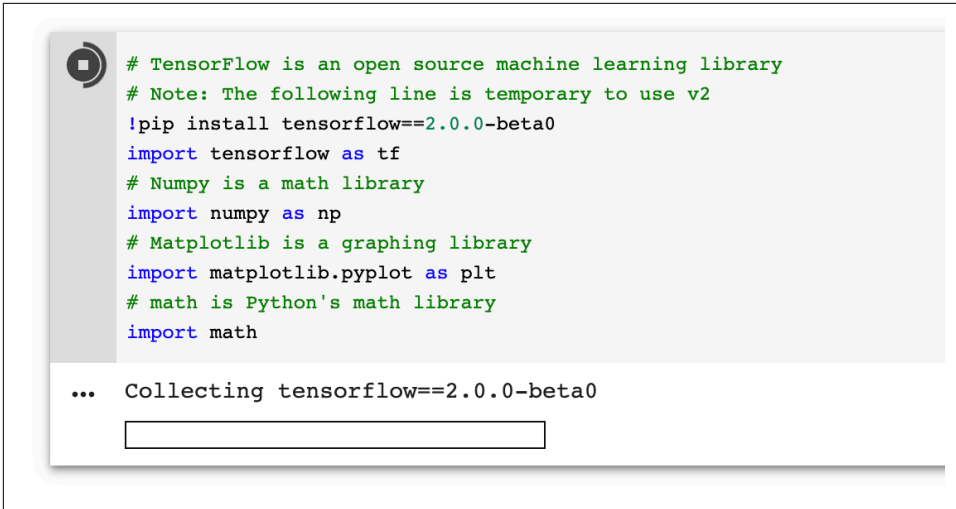 # TensorFlow is an open source machine learning library
# Note: The following line is temporary to use v2
!pip install tensorflow==2.0.0-beta0
import tensorflow as tf
# Numpy is a math library
import numpy as np
# Matplotlib is a graphing library
import matplotlib.pyplot as plt
# math is Python's math library
import math
Collecting tensorflow==2.0.0-beta0